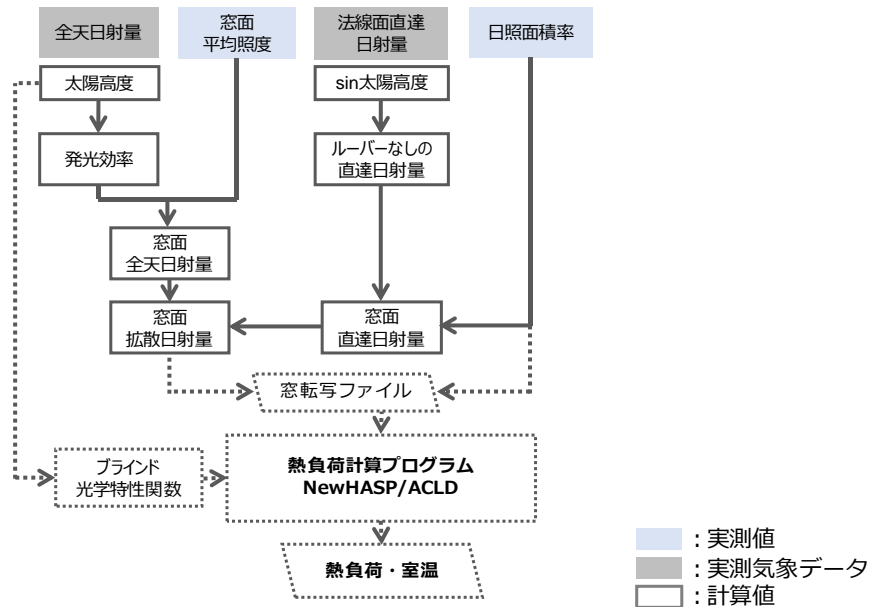 全天日射量
窓面
平均照度
法線面直達
日射量
日照面積率
太陽高度
sin太陽高度
発光効率
ルーバーなしの
直達日射量
窓面
全天日射量
窓面
拡散日射量
窓面
直達日射量
窓転写ファイル
ブラインド
光学特性関数
熱負荷計算プログラム
NewHASP/ACLD
熱負荷・室温
：実測値
：実測気象データ
：計算値